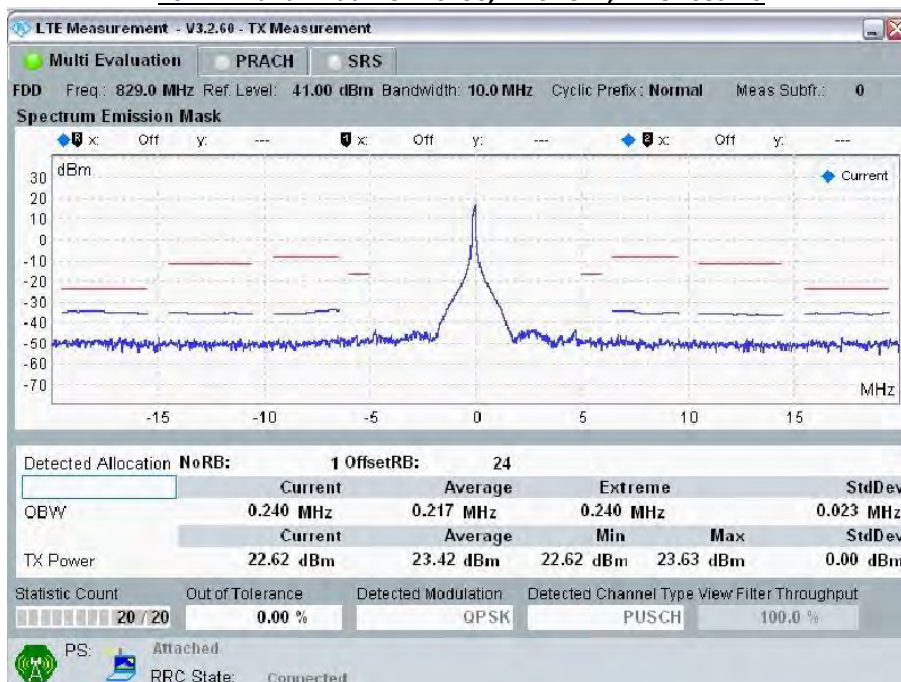 LTE Measurement - V3.2.60 - TX Measurement
Multi Evaluation PRACH SRS
FDD Freq.: 829.0 MHz Ref. Level: 41.00 dBm Bandwidth: 10.0 MHz Cyclic Prefix: Normal Meas Subfr.: 0
Spectrum Emission Mask
R x: Off y: --- 1 x: Off y: --- 2 x: Off y: ---
dBm
Current
30
20
10
0
-10
-20
-30
-40
-50
-60
-70
MHz
-15 -10 -5 0 5 10 15
Detected Allocation NoRB: 1 OffsetRB: 24
Current Average Extreme StdDev
OBW 0.240 MHz 0.217 MHz 0.240 MHz 0.023 MHz
Current Average Min Max StdDev
TX Power 22.62 dBm 23.42 dBm 22.62 dBm 23.63 dBm 0.00 dBm
Statistic Count Out of Tolerance Detected Modulation Detected Channel Type View Filter Throughput
20 / 20 0.00 % QPSK PUSCH 100.0 %
PS: Attached
RRC State: Connected